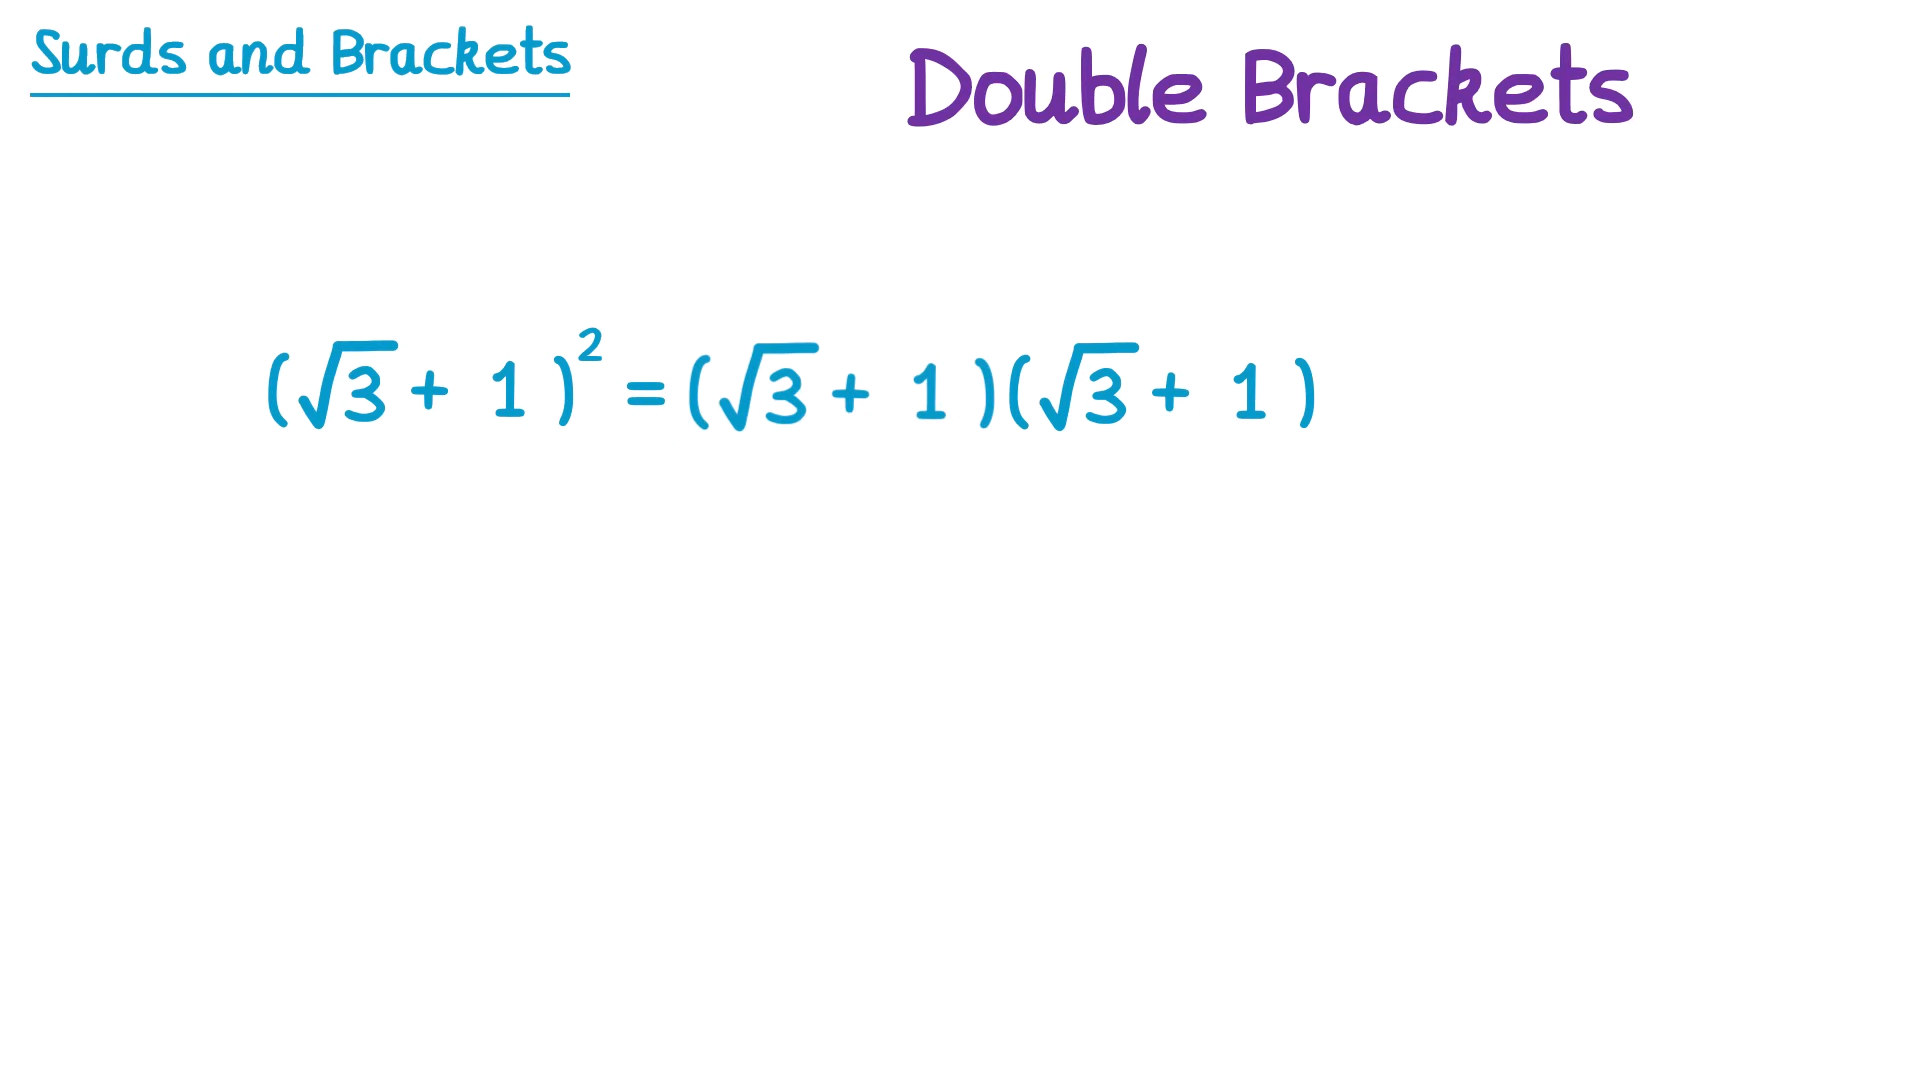 Surds and Brackets
Double Brackets
(√3 + 1)² = (√3 + 1)(√3 + 1)